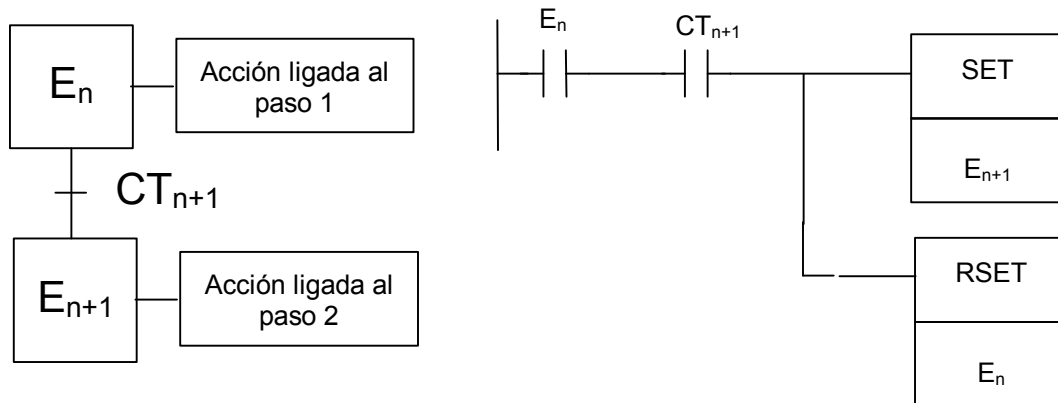 Eₙ
Acción ligada al
paso 1
CTₙ₊₁
Eₙ₊₁
Acción ligada al
paso 2
Eₙ
CTₙ₊₁
SET
Eₙ₊₁
RSET
Eₙ